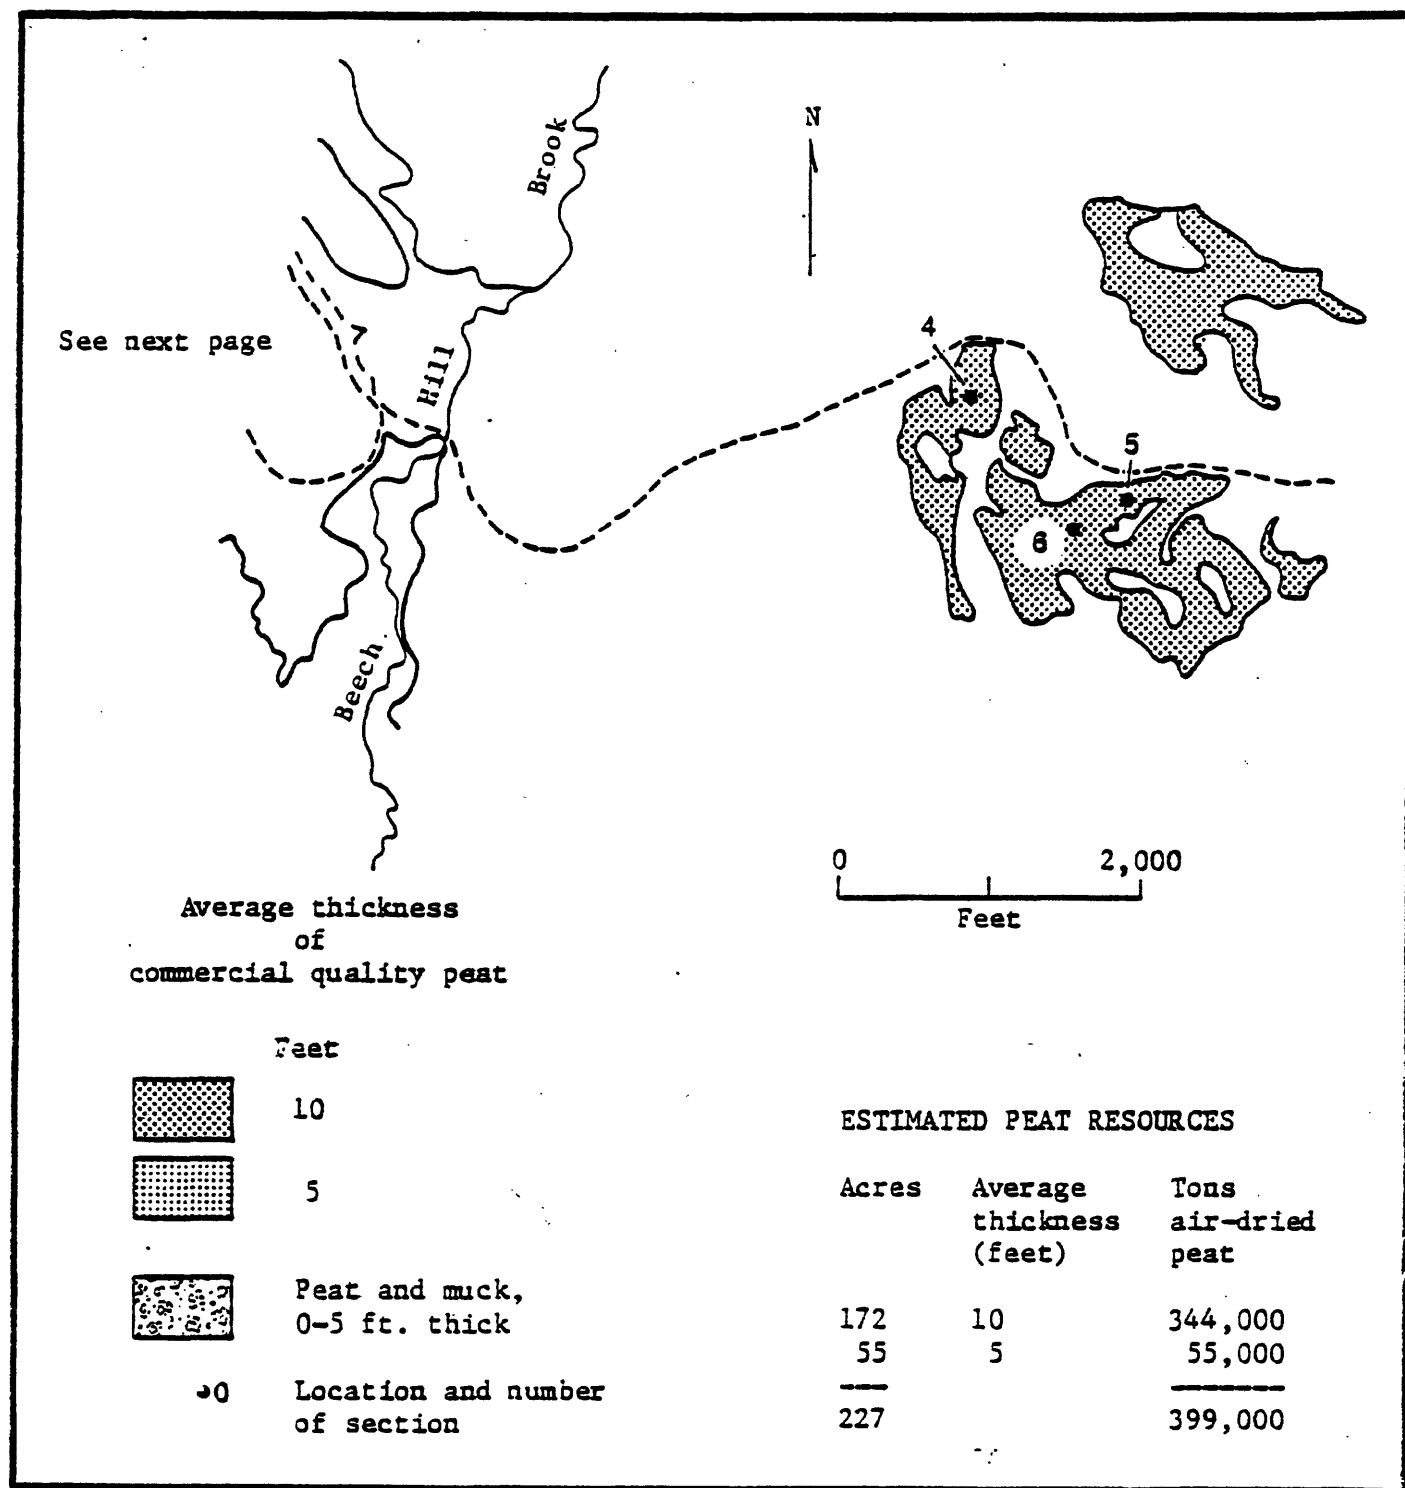 N
Brook
See next page
Hill
4
5
6
Beech
0 2,000
Feet
Average thickness
of
commercial quality peat
Feet
10
5
Peat and muck,
0-5 ft. thick
0 Location and number
of section
ESTIMATED PEAT RESOURCES
Acres Average Tons
thickness air-dried
(feet) peat
172 10 344,000
55 5 55,000
227 399,000